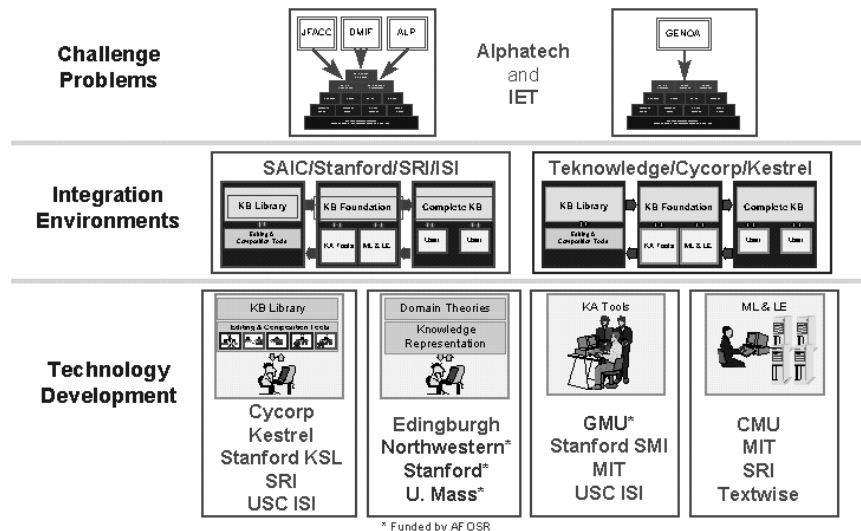 Challenge
Problems
JFACC
DMIF
ALP
Alphatech
and
IET
GENOA
Integration
Environments
SAIC/Stanford/SRI/ISI
KB Library
KB Foundation
Complete KB
Editing &
KA Tools
ML & LE
User
User
Teknowledge/Cycorp/Kestrel
KB Library
KB Foundation
Complete KB
Editing &
KA Tools
ML & LE
User
User
Technology
Development
KB Library
Editing & Composition Tools
Cycorp
Kestrel
Stanford KSL
SRI
USC ISI
Domain Theories
Knowledge
Representation
Edingburgh
Northwestern*
Stanford*
U. Mass*
KA Tools
GMU*
Stanford SMI
MIT
USC ISI
ML & LE
CMU
MIT
SRI
Textwise
* Funded by AFOSR